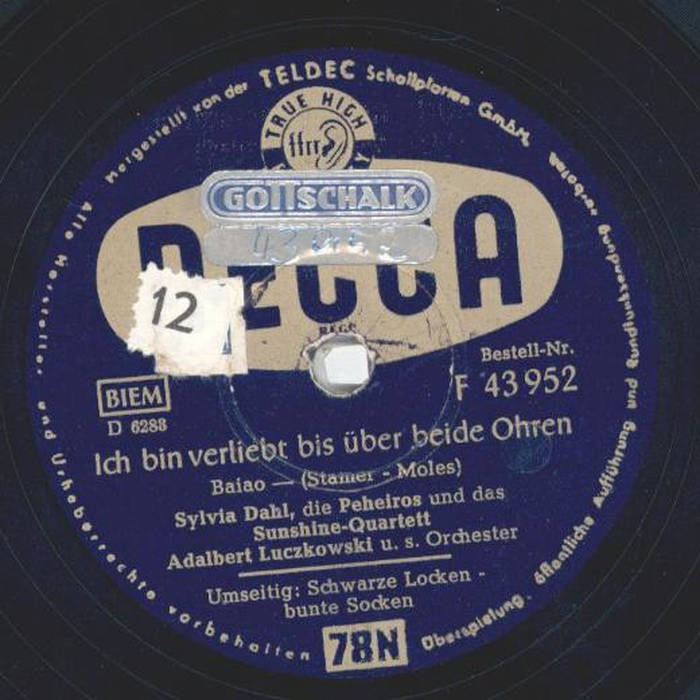 Alle Hersteller- und Urheberrechte vorbehalten
Hergestellt von der TELDEC Schallplatten GmbH.
Überspielung, öffentliche Aufführung und Rundfunksendung verboten
TRUE HIGH
ffrr
GOTTSCHALK
DECCA
12
REGD
Bestell-Nr.
F 43 952
BIEM
D 6288
Ich bin verliebt bis über beide Ohren
Baiao — (Stamer - Moles)
Sylvia Dahl, die Peheiros und das
Sunshine-Quartett
Adalbert Luczkowski u. s. Orchester
Umseitig: Schwarze Locken -
bunte Socken
78N